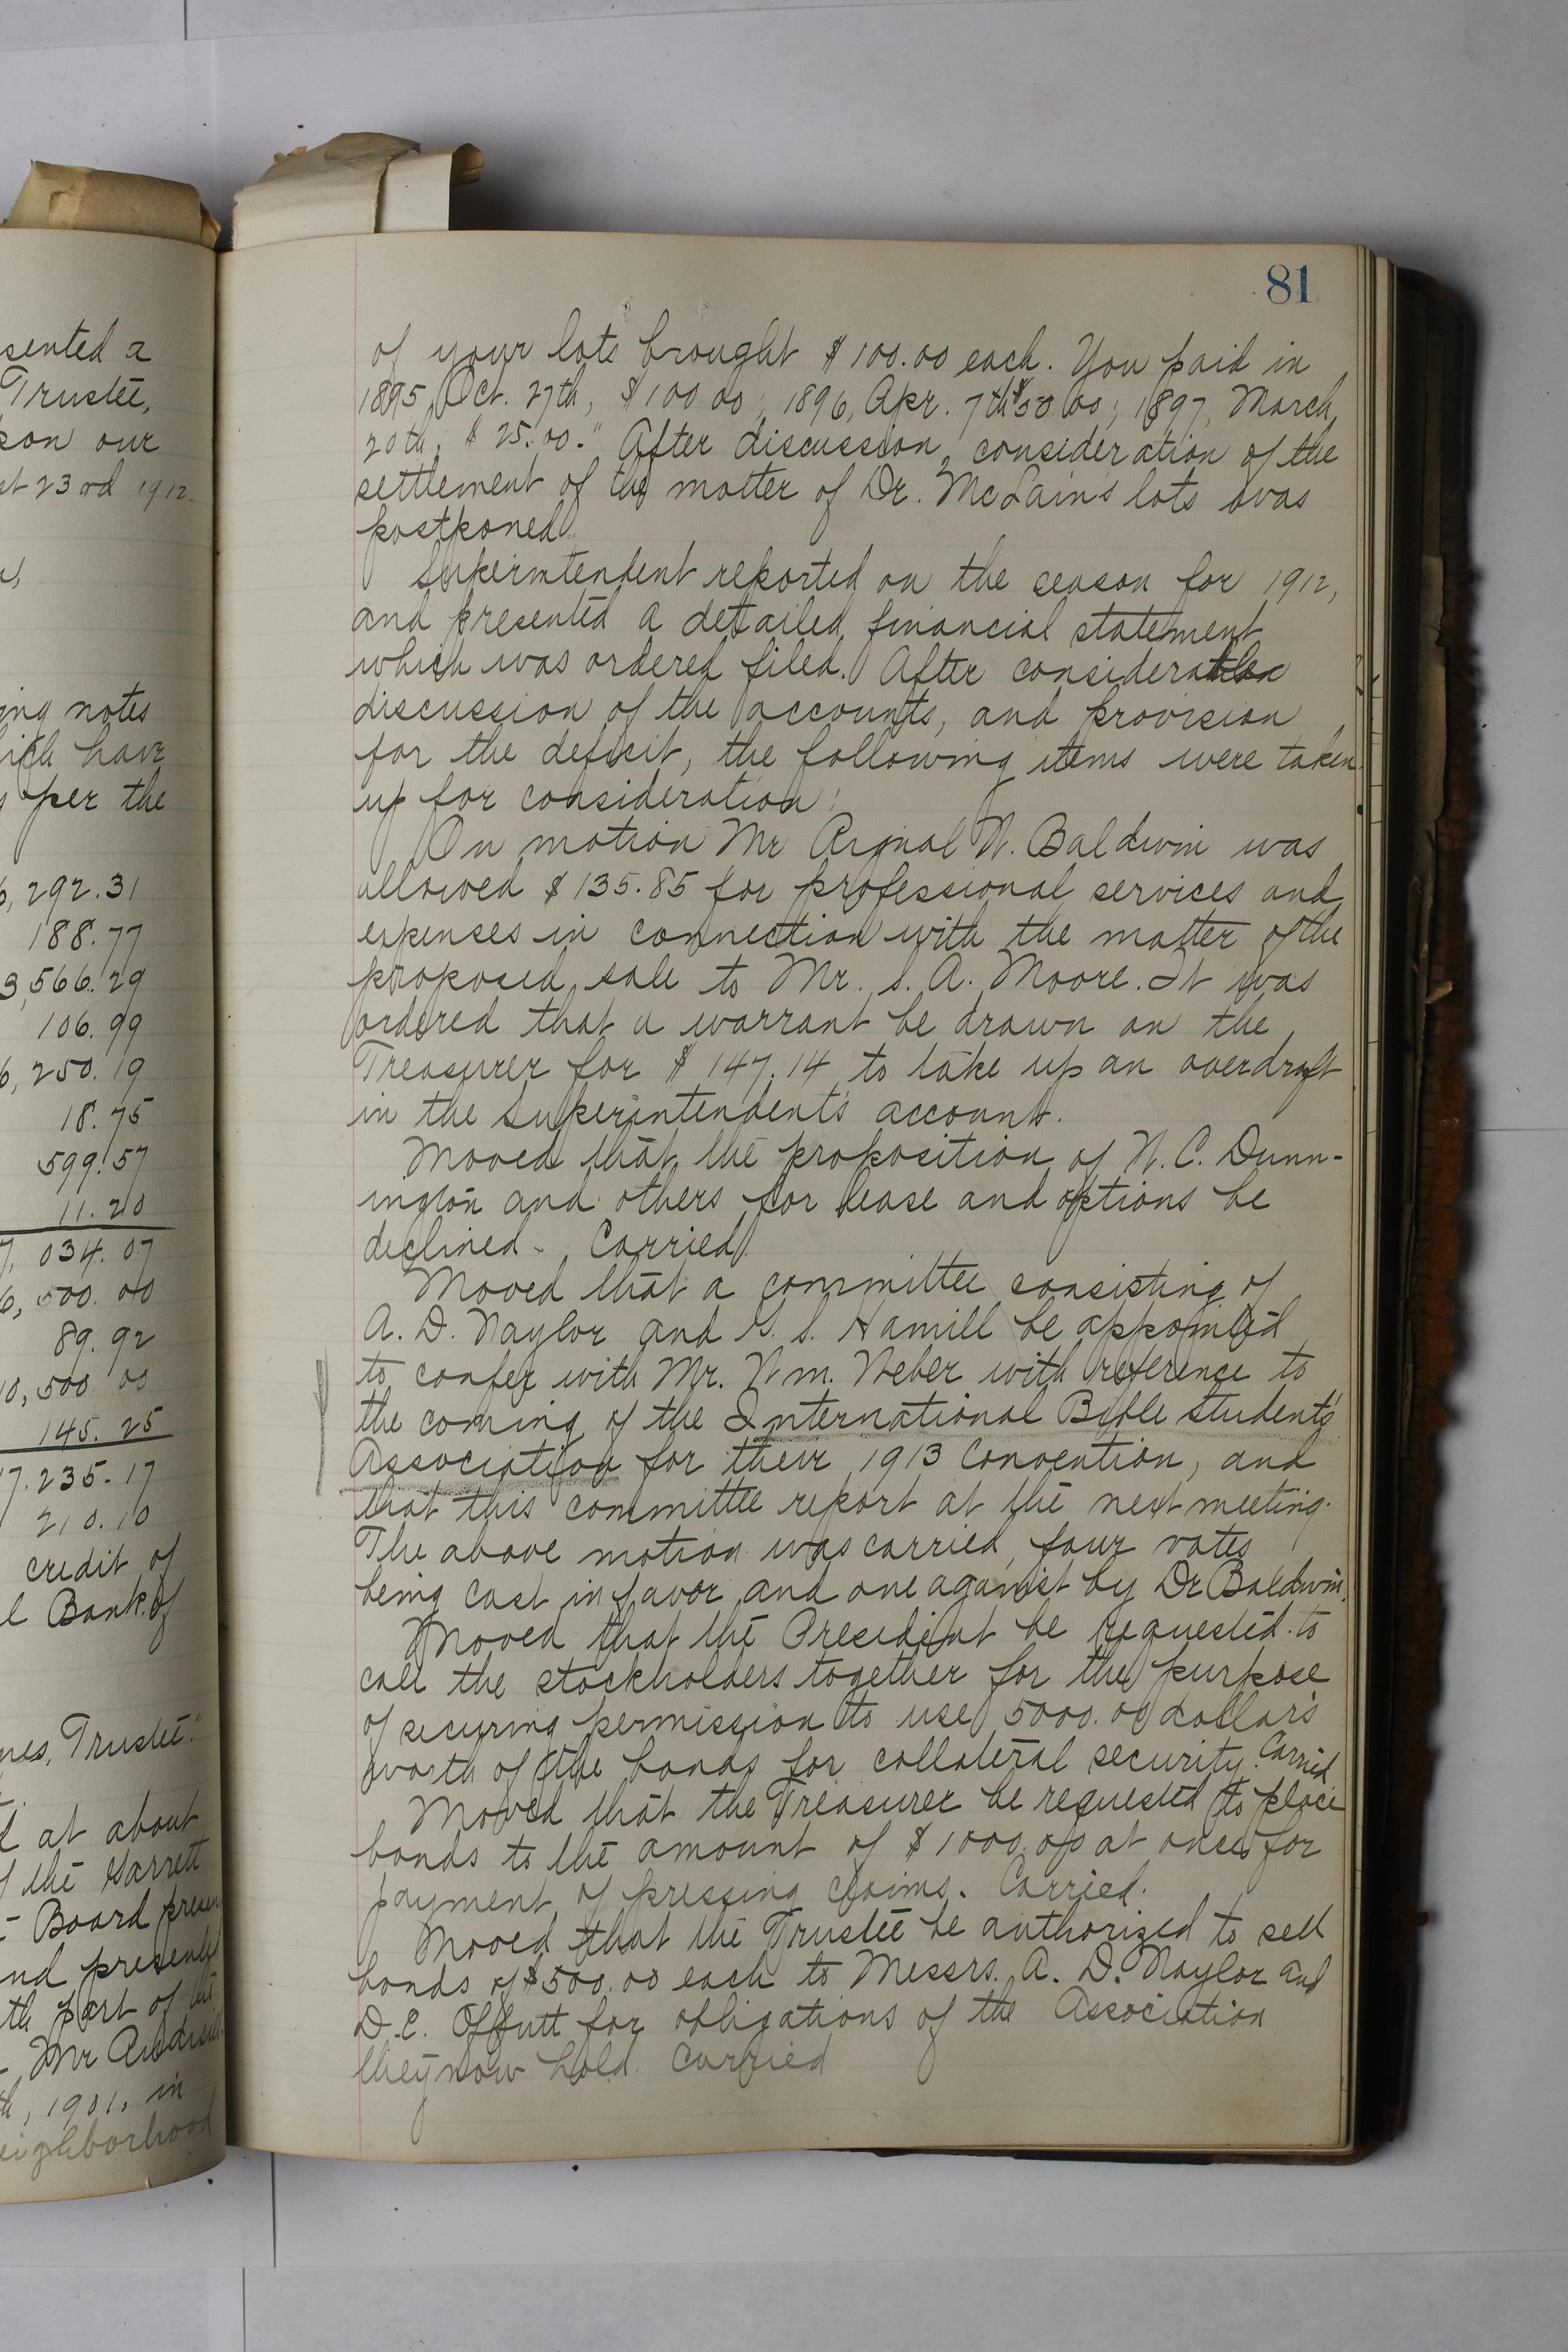 sented a
Trustee,
son our
st 23rd 1912.
ing notes
hich have
per the
6,292.31
188.77
3,566.29
106.99
6,250.19
18.75
599.57
11.20
7,034.07
6,500.00
89.92
10,500 00
145.25
17.235.17
210.10
credit of
l Bank of
nes, Trustee."
d at about
f the Garrett
- Board presen
nd presented
th part of the
- Mr
th, 1901, in
neighborhood
81
of your lots brought $100.00 each. You paid in
1895, Oct. 27th, $100.00; 1896, Apr. 7th $50.00; 1897, March
20th, $25.00." After discussion, consideration of the
settlement of the matter of Dr. McLain's lots was
postponed.
Superintendent reported on the season for 1912,
and presented a detailed financial statement
which was ordered filed. After considerable
discussion of the accounts, and provision
for the deficit, the following items were taken
up for consideration:
On motion Mr Rignal W. Baldwin was
allowed $135.85 for professional services and
expenses in connection with the matter of the
proposed sale to Mr. S. A. Moore. It was
ordered that a warrant be drawn on the
Treasurer for $147.14 to take up an overdraft
in the Superintendent's account.
Moved that the proposition of N. C. Dunn-
ington and others for lease and options be
declined. Carried.
Moved that a committee consisting of
A. D. Naylor and G. S. Hamill be appointed
to confer with Mr. Wm. Weber with reference to
the coming of the International Bible Students'
Association for their 1913 Convention, and
that this committee report at the next meeting.
The above motion was carried, four votes
being cast in favor and one against by Dr Baldwin.
Moved that the President be requested to
call the stockholders together for the purpose
of securing permission to use 5000.00 dollars
worth of the bonds for collateral security. Carried
Moved that the Treasurer be requested to place
bonds to the amount of $1000.00 at once for
payment of pressing claims. Carried.
Moved that the Trustee be authorized to sell
bonds of $500.00 each to Messrs. A. D. Naylor and
D. E. Offutt for obligations of the Association
they now hold. Carried